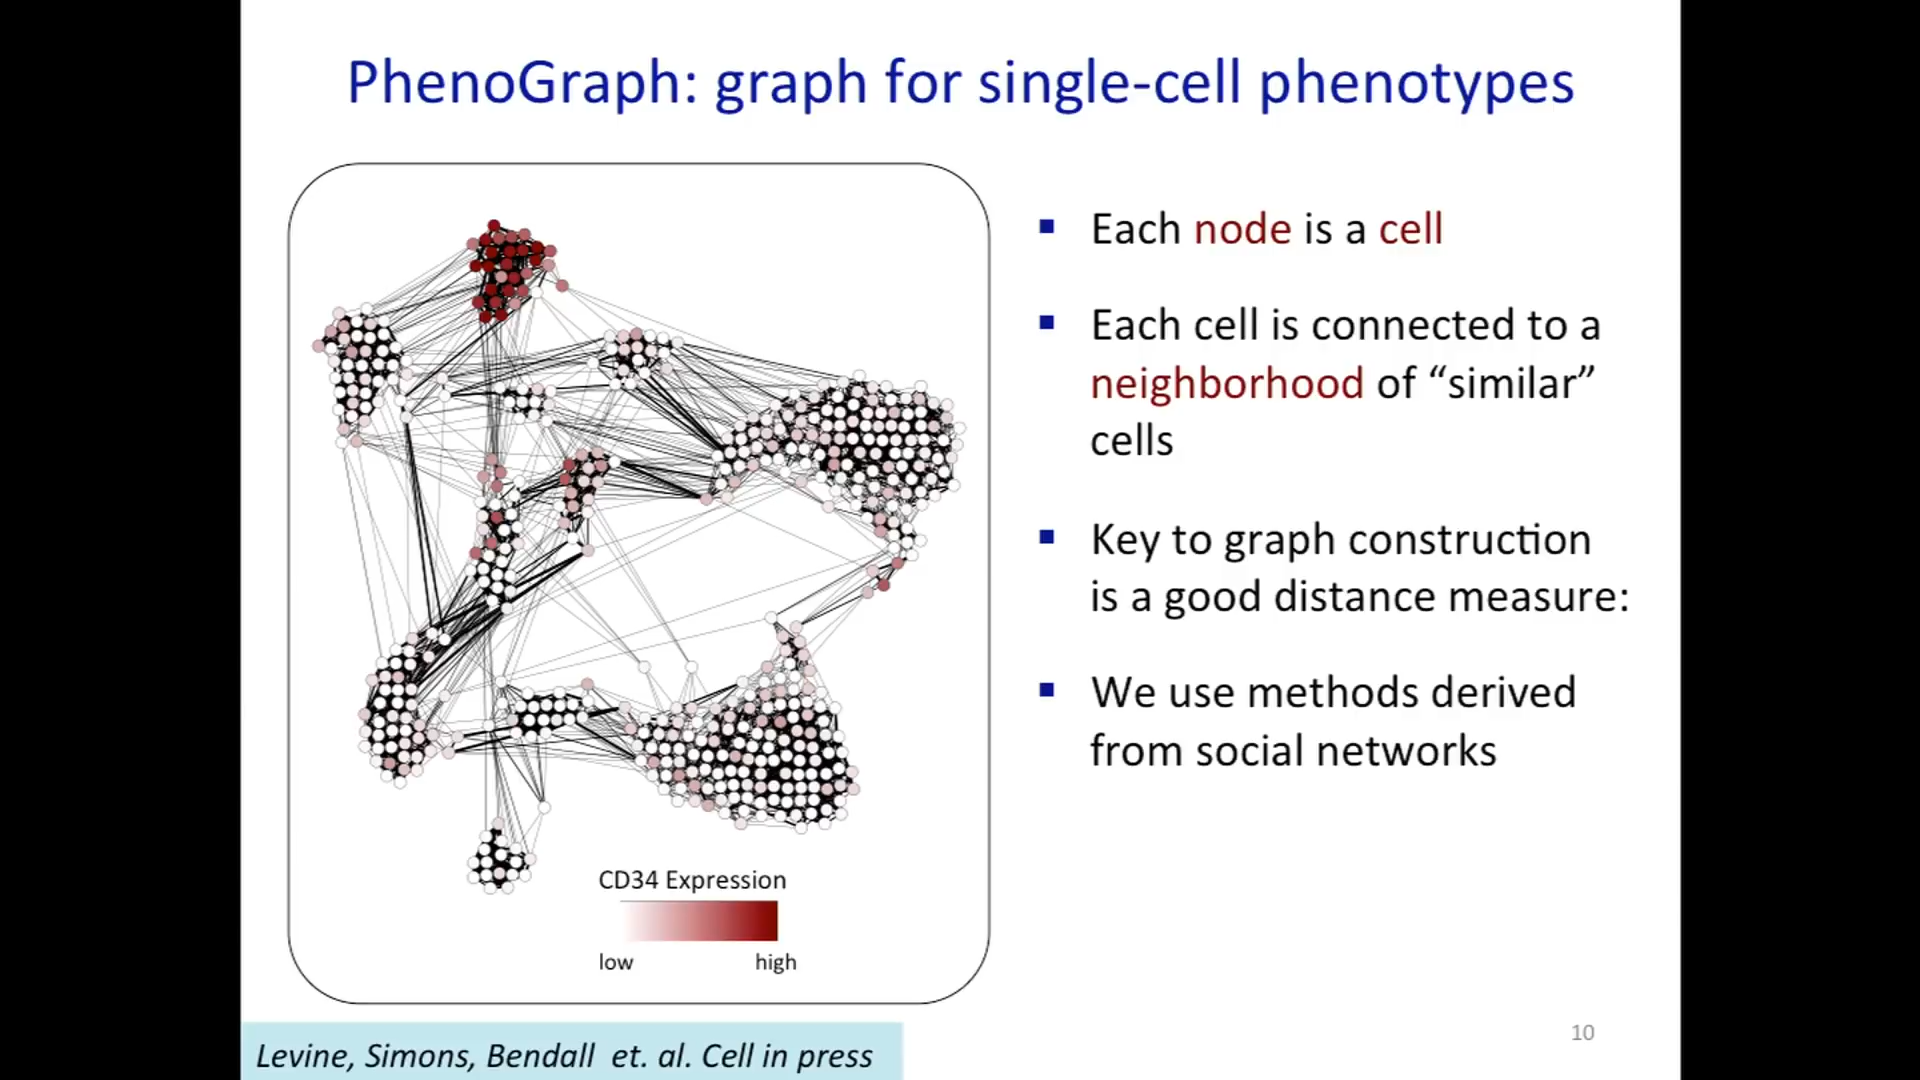 PhenoGraph: graph for single-cell phenotypes
Each node is a cell
Each cell is connected to a
neighborhood of “similar”
cells
Key to graph construction
is a good distance measure:
We use methods derived
from social networks
CD34 Expression
low high
10
Levine, Simons, Bendall et. al. Cell in press